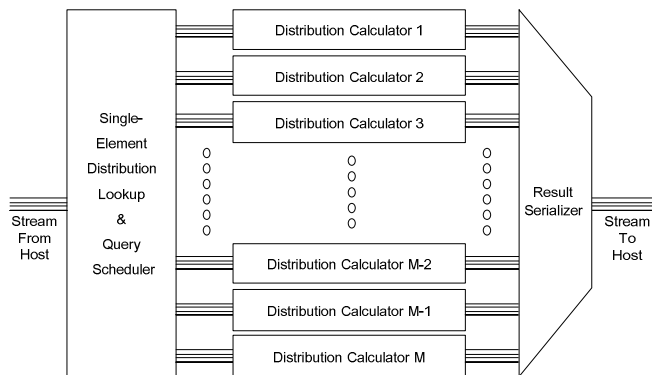 Distribution Calculator 1
Distribution Calculator 2
Distribution Calculator 3
Single-
Element
Distribution
Lookup
&
Query
Scheduler
Stream
From
Host
Result
Serializer
Stream
To
Host
Distribution Calculator M-2
Distribution Calculator M-1
Distribution Calculator M